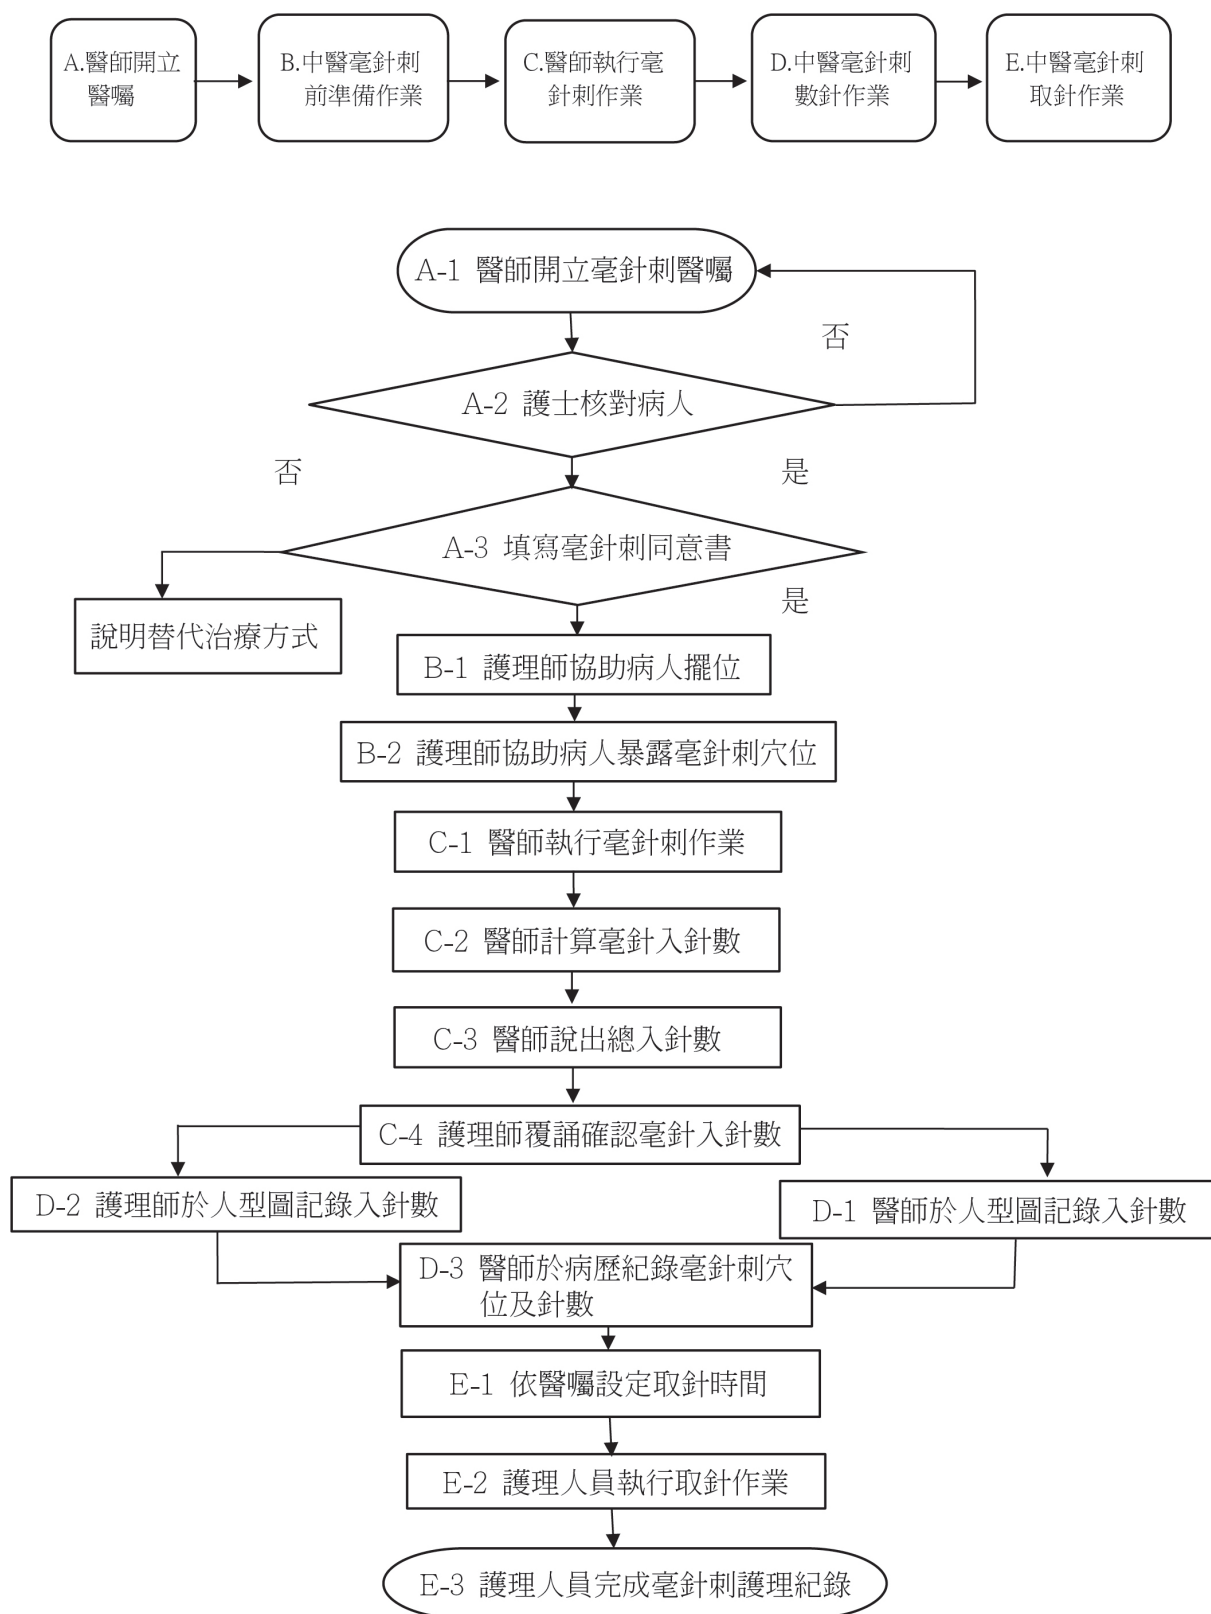 A.醫師開立
醫囑
B.中醫毫針刺
前準備作業
C.醫師執行毫
針刺作業
D.中醫毫針刺
數針作業
E.中醫毫針刺
取針作業
A-1 醫師開立毫針刺醫囑
否
A-2 護士核對病人
否
是
A-3 填寫毫針刺同意書
是
說明替代治療方式
B-1 護理師協助病人擺位
B-2 護理師協助病人暴露毫針刺穴位
C-1 醫師執行毫針刺作業
C-2 醫師計算毫針入針數
C-3 醫師說出總入針數
C-4 護理師覆誦確認毫針入針數
D-2 護理師於人型圖記錄入針數
D-1 醫師於人型圖記錄入針數
D-3 醫師於病歷紀錄毫針刺穴
位及針數
E-1 依醫囑設定取針時間
E-2 護理人員執行取針作業
E-3 護理人員完成毫針刺護理紀錄